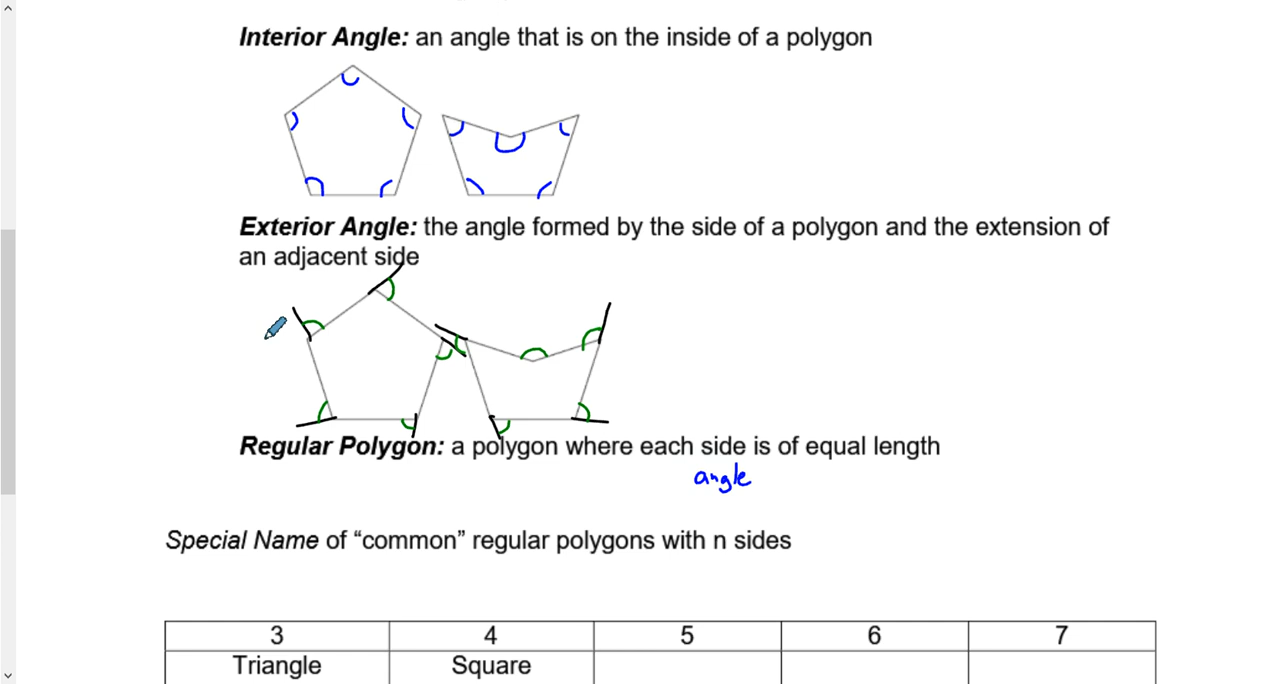 Interior Angle: an angle that is on the inside of a polygon
Exterior Angle: the angle formed by the side of a polygon and the extension of
an adjacent side
Regular Polygon: a polygon where each side is of equal length
angle
Special Name of “common” regular polygons with n sides
3 4 5 6 7
Triangle Square